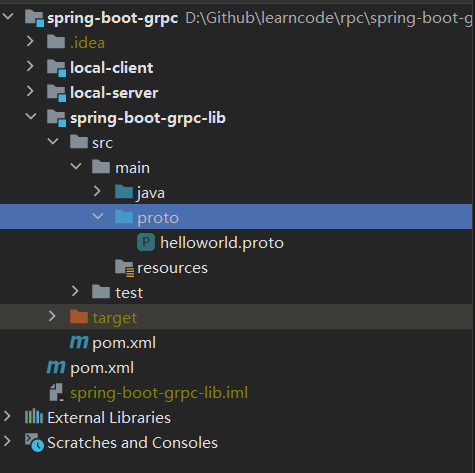 spring-boot-grpc D:\Github\learncode\rpc\spring-boot-g
.idea
local-client
local-server
spring-boot-grpc-lib
src
main
java
proto
P helloworld.proto
resources
test
target
m pom.xml
m pom.xml
spring-boot-grpc-lib.iml
External Libraries
Scratches and Consoles